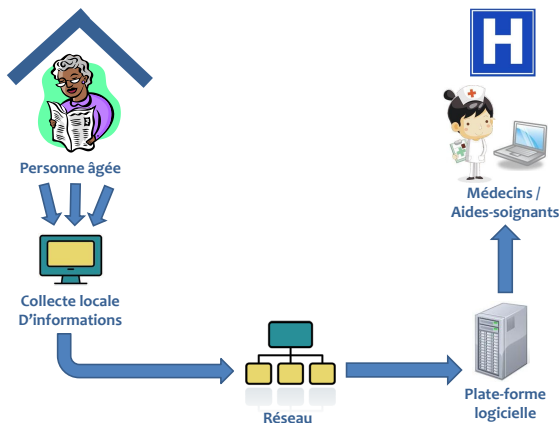 H
Personne âgée
Médecins /
Aides-soignants
Collecte locale
D'informations
Réseau
Plate-forme
logicielle